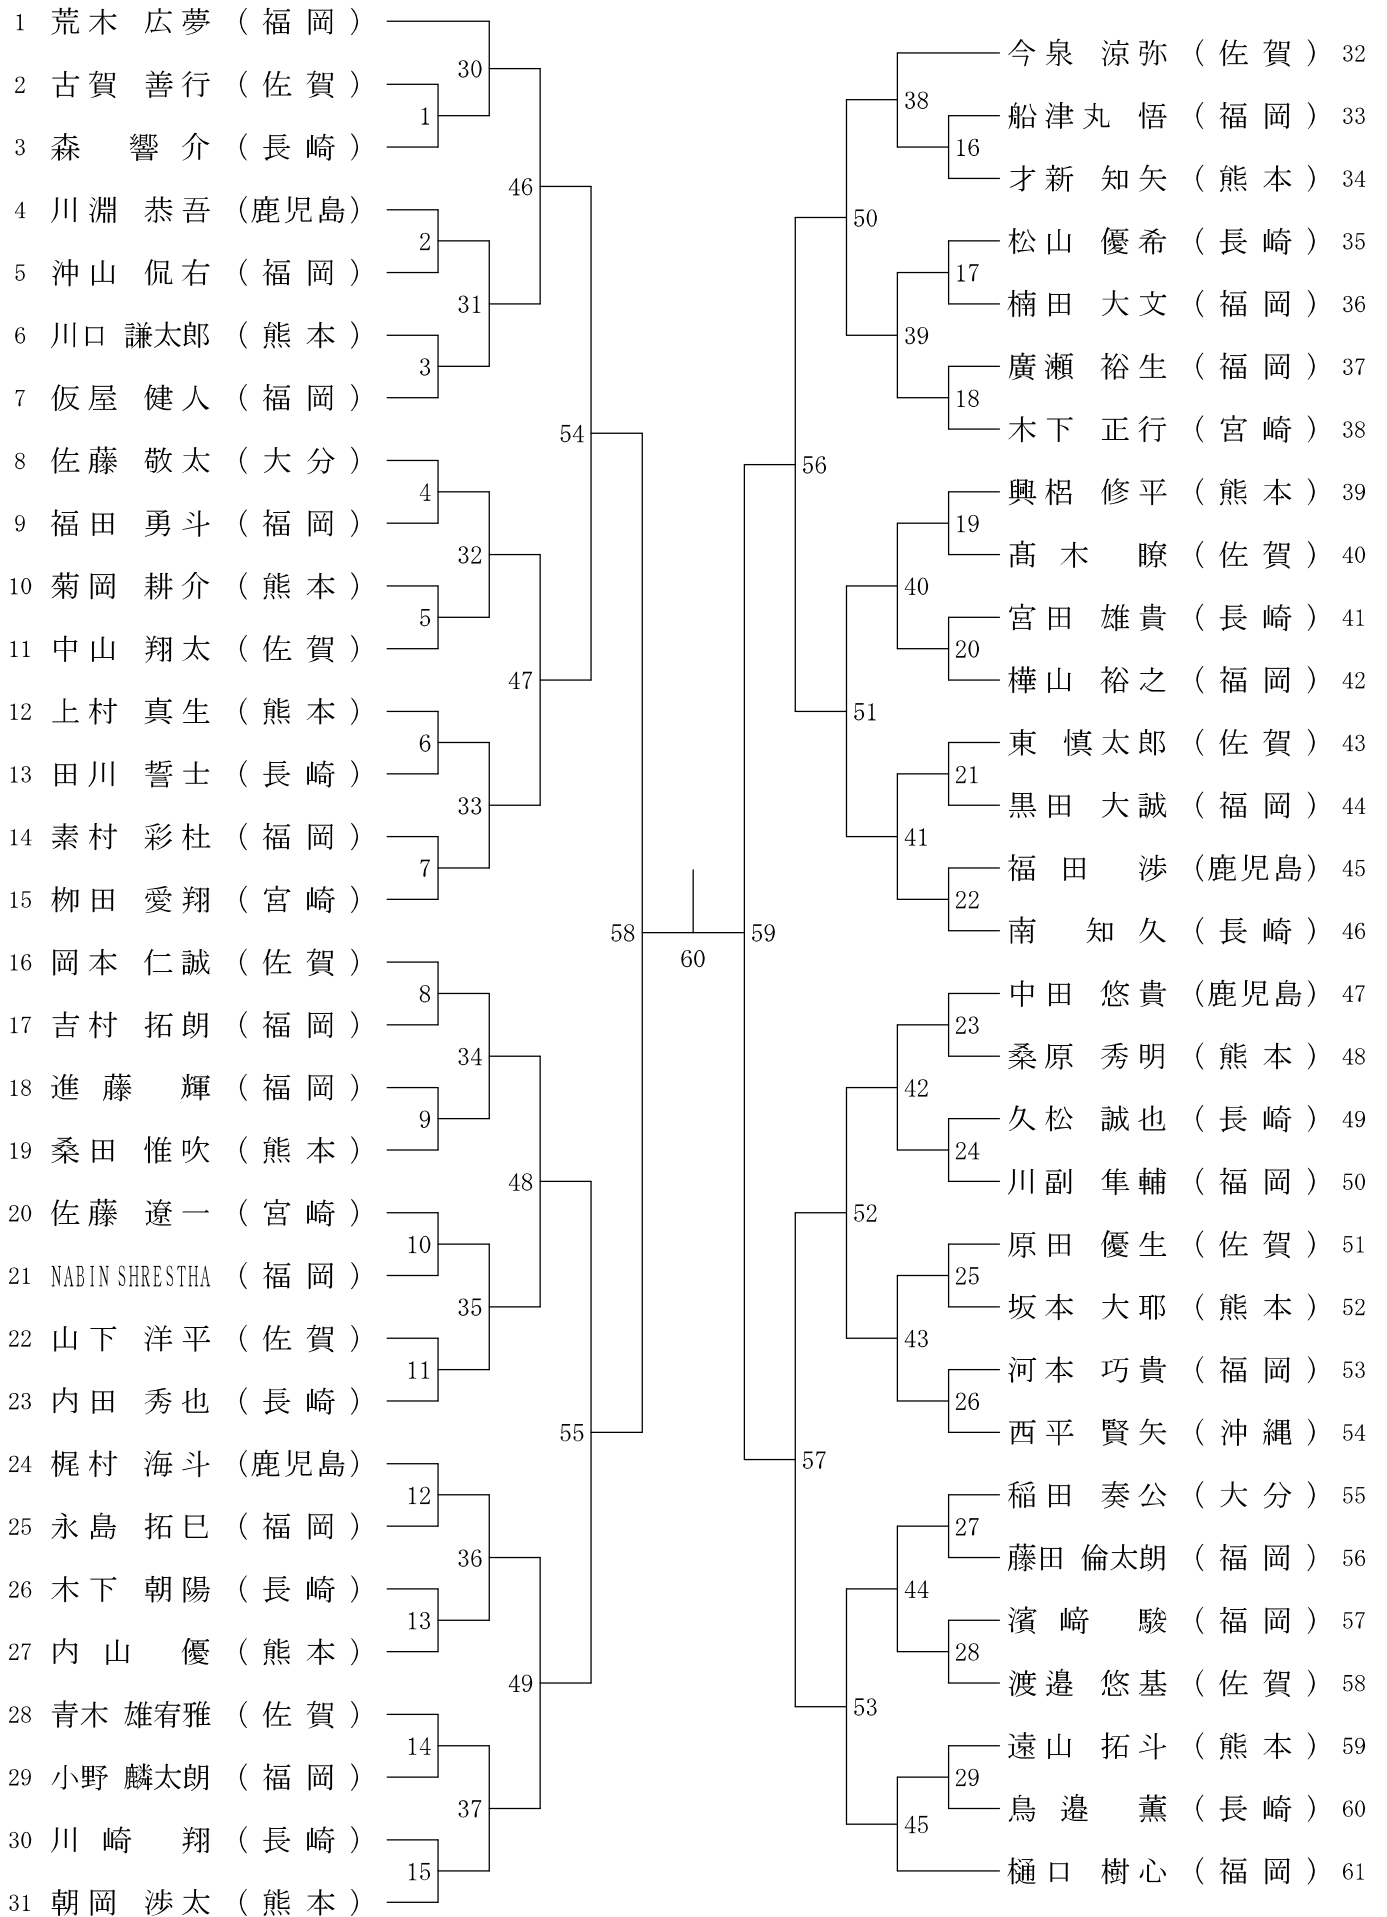 1 荒木 広夢 (福岡)
2 古賀 善行 (佐賀)
3 森 響介 (長崎)
4 川淵 恭吾 (鹿児島)
5 沖山 侃右 (福岡)
6 川口 謙太郎 (熊本)
7 仮屋 健人 (福岡)
8 佐藤 敬太 (大分)
9 福田 勇斗 (福岡)
10 菊岡 耕介 (熊本)
11 中山 翔太 (佐賀)
12 上村 真生 (熊本)
13 田川 誓士 (長崎)
14 素村 彩杜 (福岡)
15 栁田 愛翔 (宮崎)
16 岡本 仁誠 (佐賀)
17 吉村 拓朗 (福岡)
18 進藤 輝 (福岡)
19 桑田 惟吹 (熊本)
20 佐藤 遼一 (宮崎)
21 NABIN SHRESTHA (福岡)
22 山下 洋平 (佐賀)
23 内田 秀也 (長崎)
24 梶村 海斗 (鹿児島)
25 永島 拓巳 (福岡)
26 木下 朝陽 (長崎)
27 内山 優 (熊本)
28 青木 雄宥雅 (佐賀)
29 小野 麟太朗 (福岡)
30 川崎 翔 (長崎)
31 朝岡 渉太 (熊本)
1
2
3
4
5
6
7
8
9
10
11
12
13
14
15
30
31
32
33
34
35
36
37
46
47
48
49
54
55
58
60
59
56
57
50
51
52
53
38
39
40
41
42
43
44
45
16
17
18
19
20
21
22
23
24
25
26
27
28
29
今泉 涼弥 (佐賀) 32
船津丸 悟 (福岡) 33
才新 知矢 (熊本) 34
松山 優希 (長崎) 35
楠田 大文 (福岡) 36
廣瀬 裕生 (福岡) 37
木下 正行 (宮崎) 38
興梠 修平 (熊本) 39
髙木 瞭 (佐賀) 40
宮田 雄貴 (長崎) 41
樺山 裕之 (福岡) 42
東 慎太郎 (佐賀) 43
黒田 大誠 (福岡) 44
福田 渉 (鹿児島) 45
南 知久 (長崎) 46
中田 悠貴 (鹿児島) 47
桑原 秀明 (熊本) 48
久松 誠也 (長崎) 49
川副 隼輔 (福岡) 50
原田 優生 (佐賀) 51
坂本 大耶 (熊本) 52
河本 巧貴 (福岡) 53
西平 賢矢 (沖縄) 54
稲田 奏公 (大分) 55
藤田 倫太朗 (福岡) 56
濱﨑 駿 (福岡) 57
渡邉 悠基 (佐賀) 58
遠山 拓斗 (熊本) 59
鳥邉 薫 (長崎) 60
樋口 樹心 (福岡) 61